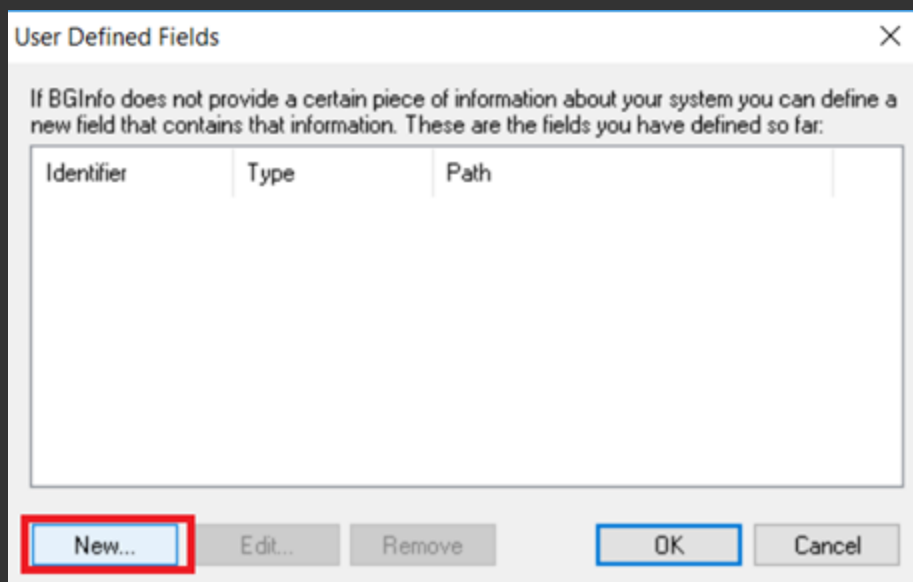 User Defined Fields
If BGInfo does not provide a certain piece of information about your system you can define a
new field that contains that information. These are the fields you have defined so far:
Identifier Type Path
New... Edit... Remove OK Cancel